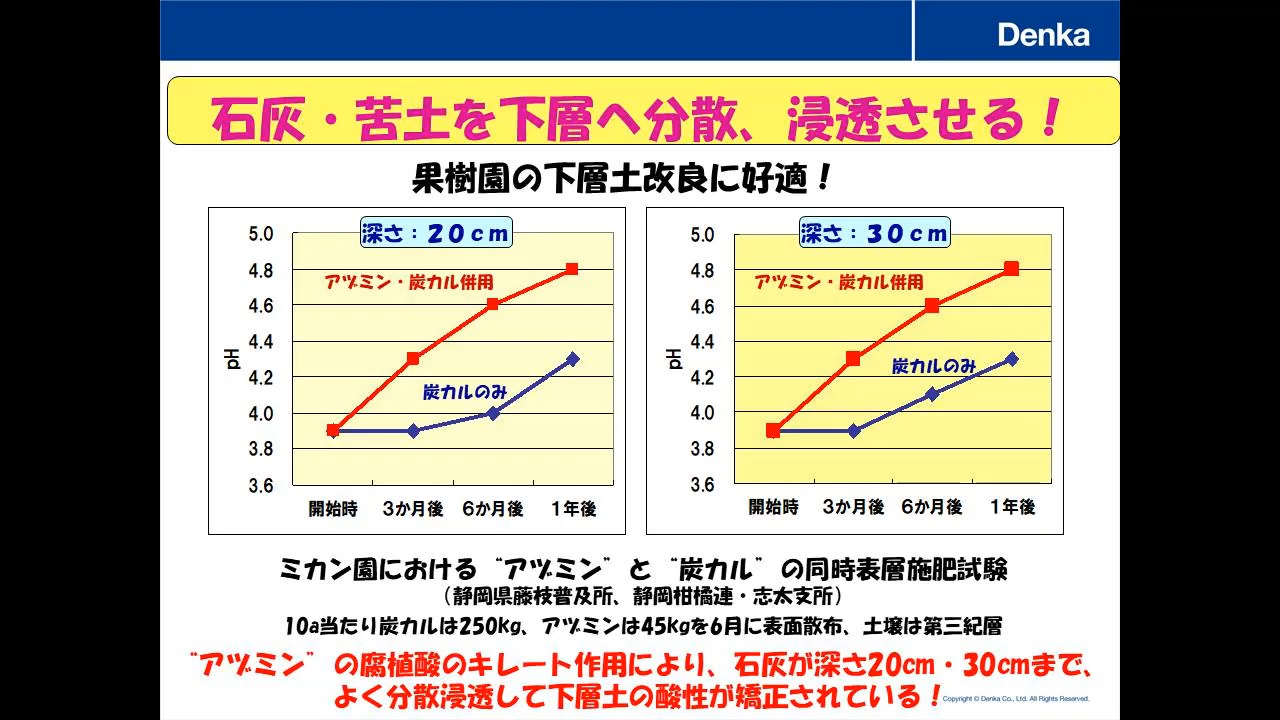 Denka
石灰・苦土を下層へ分散、浸透させる！
果樹園の下層土改良に好適！
深さ：２０ｃｍ
5.0
4.8
4.6
4.4
4.2
4.0
3.8
3.6
pH
アヅミン・炭カル併用
炭カルのみ
開始時 3か月後 6か月後 1年後
深さ：３０ｃｍ
5.0
4.8
4.6
4.4
4.2
4.0
3.8
3.6
pH
アヅミン・炭カル併用
炭カルのみ
開始時 3か月後 6か月後 1年後
ミカン園における“アヅミン”と“炭カル”の同時表層施肥試験
（静岡県藤枝普及所、静岡柑橘連・志太支所）
10a当たり炭カルは250kg、アヅミンは45kgを6月に表面散布、土壌は第三紀層
“アヅミン”の腐植酸のキレート作用により、石灰が深さ20cm・30cmまで、
よく分散浸透して下層土の酸性が矯正されている！
Copyright © Denka Co., Ltd. All Rights Reserved.